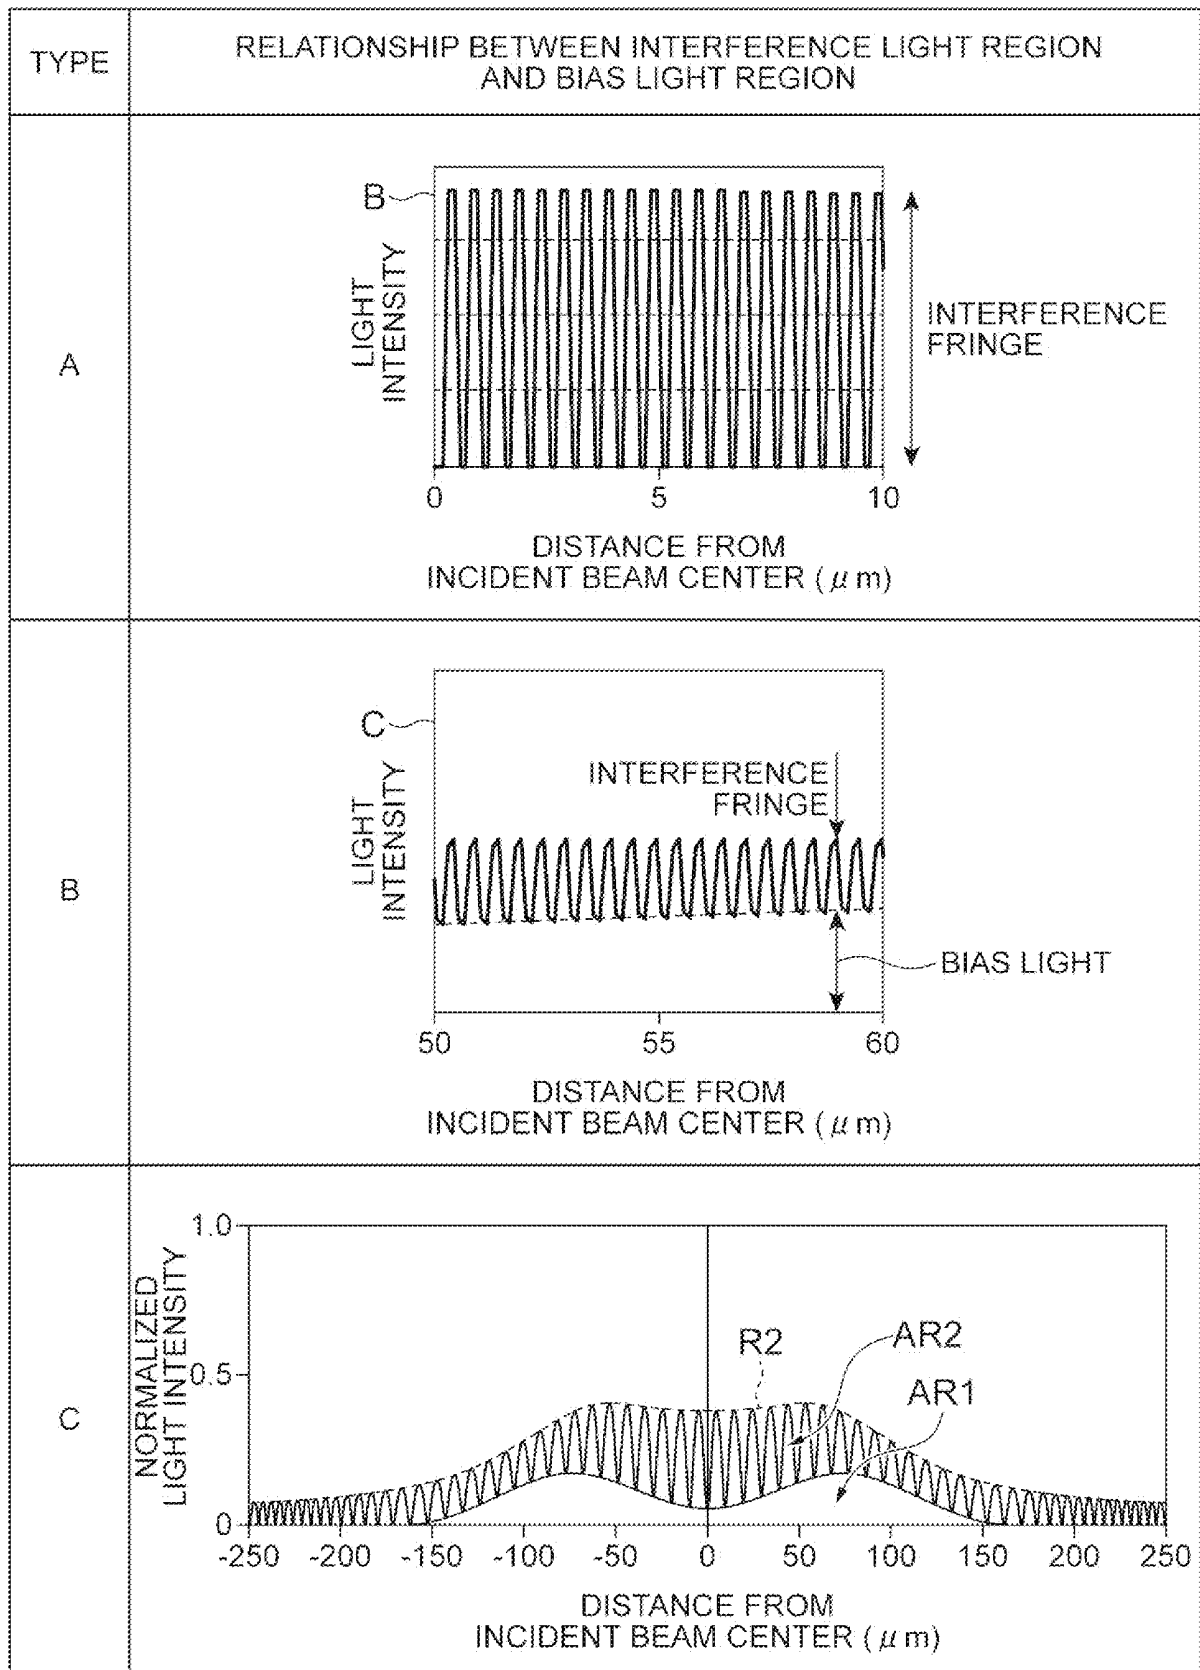 TYPE
RELATIONSHIP BETWEEN INTERFERENCE LIGHT REGION
AND BIAS LIGHT REGION
A
B
LIGHT
INTENSITY
INTERFERENCE
FRINGE
0 5 10
DISTANCE FROM
INCIDENT BEAM CENTER (μm)
B
C
LIGHT
INTENSITY
INTERFERENCE
FRINGE
BIAS LIGHT
50 55 60
DISTANCE FROM
INCIDENT BEAM CENTER (μm)
C
NORMALIZED
LIGHT INTENSITY
1.0
0.5
0
R2
AR2
AR1
-250 -200 -150 -100 -50 0 50 100 150 200 250
DISTANCE FROM
INCIDENT BEAM CENTER (μm)